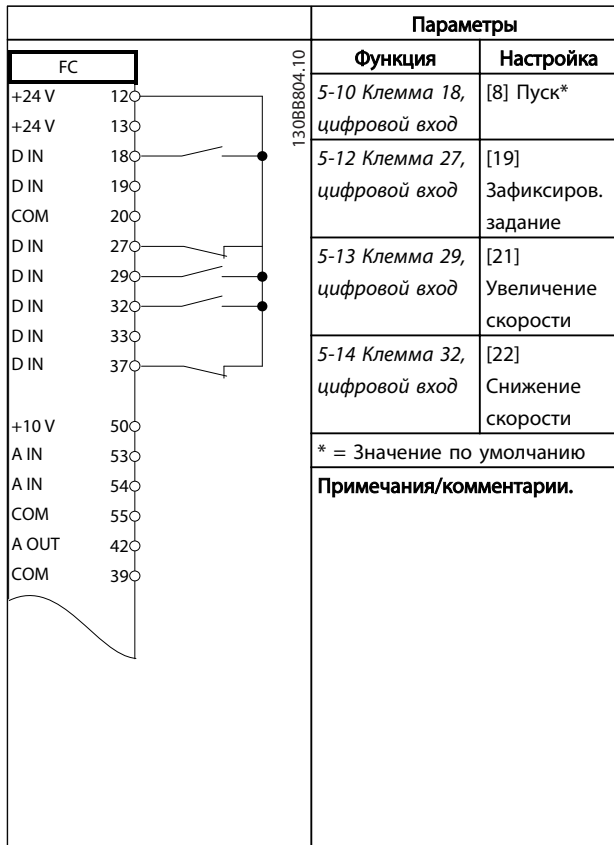 FC
+24 V 12
+24 V 13
D IN 18
D IN 19
COM 20
D IN 27
D IN 29
D IN 32
D IN 33
D IN 37
+10 V 50
A IN 53
A IN 54
COM 55
A OUT 42
COM 39
130BB804.10
Параметры
Функция Настройка
5-10 Клемма 18, [8] Пуск*
цифровой вход
5-12 Клемма 27, [19]
цифровой вход Зафиксиров.
задание
5-13 Клемма 29, [21]
цифровой вход Увеличение
скорости
5-14 Клемма 32, [22]
цифровой вход Снижение
скорости
* = Значение по умолчанию
Примечания/комментарии.